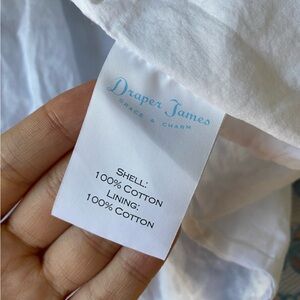 Draper James
GRACE & CHARM
SHELL:
100% COTTON
LINING:
100% COTTON